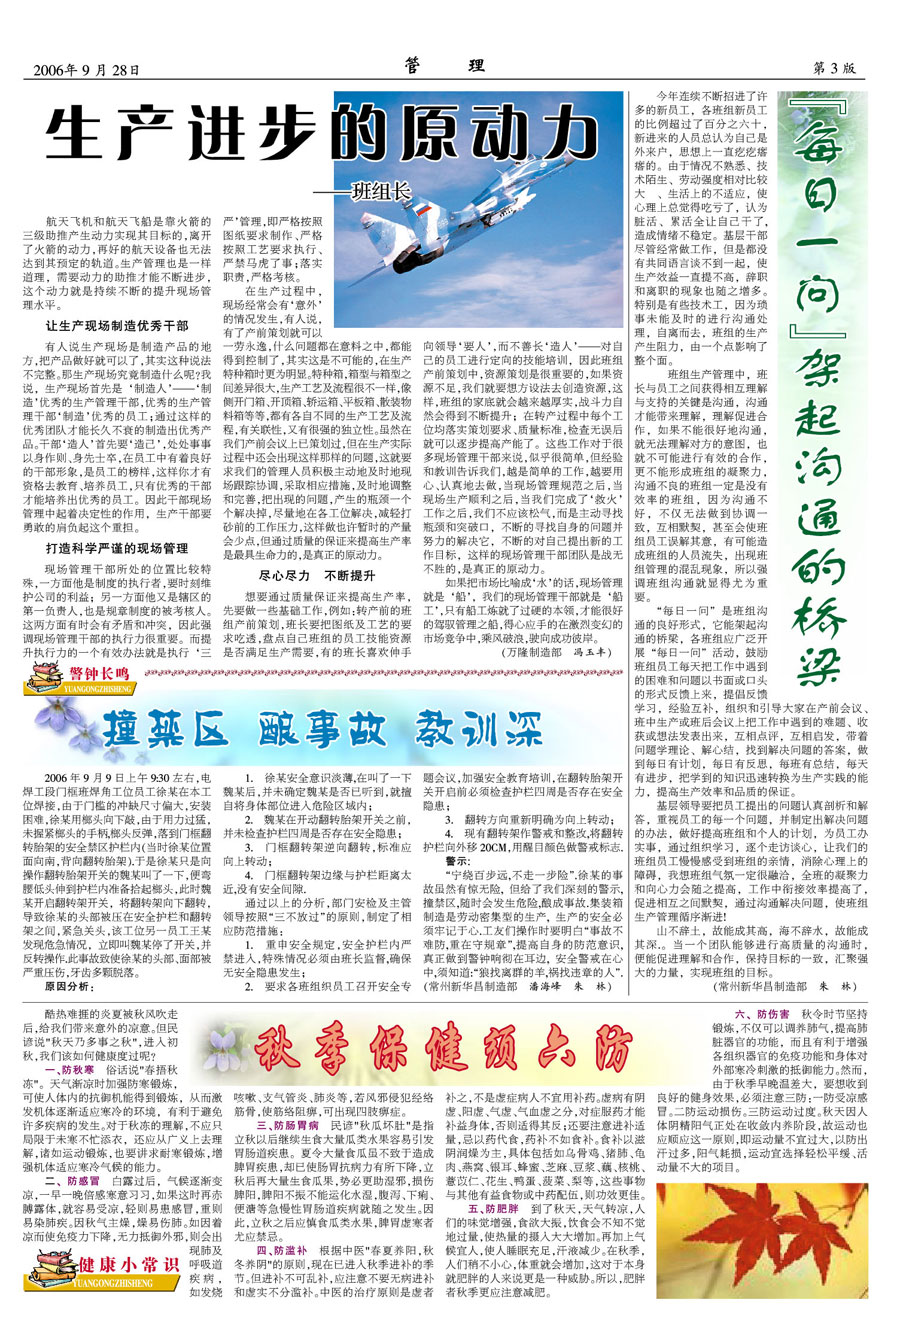 2006年 9 月 28日
管 理
第 3 版
生产进步的原动力
——班组长
航天飞机和航天飞船是靠火箭的
三级助推产生动力实现其目标的,离开
了火箭的动力,再好的航天设备也无法
达到其预定的轨道。生产管理也是一样
道理，需要动力的助推才能不断进步,
这个动力就是持续不断的提升现场管
理水平。
让生产现场制造优秀干部
有人说生产现场是制造产品的地
方,把产品做好就可以了,其实这种说法
不完整。那生产现场究竟制造什么呢?我
说，生产现场首先是‘制造人’——‘制
造’优秀的生产管理干部,优秀的生产管
理干部‘制造’优秀的员工;通过这样的
优秀团队才能长久不衰的制造出优秀产
品。干部‘造人’首先要‘造己’,处处事事
以身作则、身先士卒,在员工中有着良好
的干部形象,是员工的榜样,这样你才有
资格去教育、培养员工,只有优秀的干部
才能培养出优秀的员工。因此干部现场
管理中起着决定性的作用，生产干部要
勇敢的肩负起这个重担。
打造科学严谨的现场管理
现场管理干部所处的位置比较特
殊,一方面他是制度的执行者,要时刻维
护公司的利益；另一方面他又是辖区的
第一负责人,也是规章制度的被考核人。
这两方面有时会有矛盾和冲突，因此强
调现场管理干部的执行力很重要。而提
升执行力的一个有效办法就是执行‘三
严’管理,即严格按照
图纸要求制作、严格
按照工艺要求执行、
严禁马虎了事;落实
职责,严格考核。
在生产过程中,
现场经常会有‘意外’
的情况发生,有人说,
有了产前策划就可以
一劳永逸,什么问题都在意料之中,都能
得到控制了,其实这是不可能的,在生产
特种箱时更为明显。特种箱,箱型与箱型之
间差异很大,生产工艺及流程很不一样,像
侧开门箱、开顶箱、轿运箱、平板箱、散装物
料箱等等,都有各自不同的生产工艺及流
程,有关联性,又有很强的独立性。虽然在
我们产前会议上已策划过,但在生产实际
过程中还会出现这样那样的问题,这就要
求我们的管理人员积极主动地及时地现
场跟踪协调,采取相应措施,及时地调整
和完善,把出现的问题,产生的瓶颈一个
个解决掉,尽量地在各工位解决,减轻打
砂前的工作压力,这样做也许暂时的产量
会少点,但通过质量的保证来提高生产率
是最具生命力的,是真正的原动力。
尽心尽力　不断提升
想要通过质量保证来提高生产率,
先要做一些基础工作,例如;转产前的班
组产前策划,班长要把图纸及工艺的要
求吃透,盘点自己班组的员工技能资源
是否满足生产需要,有的班长喜欢伸手
向领导‘要人’,而不善长‘造人’——对自
己的员工进行定向的技能培训，因此班组
产前策划中,资源策划是很重要的,如果资
源不足,我们就要想方设法去创造资源,这
样,班组的家底就会越来越厚实,战斗力自
然会得到不断提升；在转产过程中每个工
位均落实策划要求、质量标准,检查无误后
就可以逐步提高产能了。这些工作对于很
多现场管理干部来说,似乎很简单,但经验
和教训告诉我们,越是简单的工作,越要用
心、认真地去做,当现场管理规范之后,当
现场生产顺利之后,当我们完成了‘救火’
工作之后,我们不应该松气,而是主动寻找
瓶颈和突破口，不断的寻找自身的问题并
努力的解决它，不断的对自己提出新的工
作目标，这样的现场管理干部团队是战无
不胜的,是真正的原动力。
如果把市场比喻成‘水’的话,现场管理
就是‘船’，我们的现场管理干部就是‘船
工’,只有船工炼就了过硬的本领,才能很好
的驾驭管理之船,得心应手的在激烈变幻的
市场竞争中,乘风破浪,驶向成功彼岸。
(万隆制造部　冯玉丰)
『每日一问』架起沟通的桥梁
今年连续不断招进了许
多的新员工，各班组新员工
的比例超过了百分之六十，
新进来的人员总认为自己是
外来户，思想上一直疙疙瘩
瘩的。由于情况不熟悉、技
术陌生、劳动强度相对比较
大　、生活上的不适应，使
心理上总觉得吃亏了，认为
脏活、累活全让自己干了，
造成情绪不稳定。基层干部
尽管经常做工作，但是都没
有共同语言谈不到一起，使
生产效益一直提不高，辞职
和离职的现象也随之增多。
特别是有些技术工，因为琐
事未能及时的进行沟通处
理，自离而去，班组的生产
产生阻力，由一个点影响了
整个面。
班组生产管理中，班
长与员工之间获得相互理解
与支持的关键是沟通，沟通
才能带来理解，理解促进合
作，如果不能很好地沟通，
就无法理解对方的意图，也
就不可能进行有效的合作，
更不能形成班组的凝聚力，
沟通不良的班组一定是没有
效率的班组，因为沟通不
好，不仅无法做到协调一
致，互相默契，甚至会使班
组员工误解其意，有可能造
成班组的人员流失，出现班
组管理的混乱现象，所以强
调班组沟通就显得尤为重
要。
“每日一问”是班组沟
通的良好形式，它能架起沟
通的桥梁，各班组应广泛开
展“每日一问”活动，鼓励
班组员工每天把工作中遇到
的困难和问题以书面或口头
的形式反馈上来，提倡反馈
学习，经验互补，组织和引导大家在产前会议、
班中生产或班后会议上把工作中遇到的难题、收
获或想法发表出来，互相点评，互相启发，带着
问题学理论、解心结，找到解决问题的答案，做
到每日有计划，每日有反思，每班有总结，每天
有进步，把学到的知识迅速转换为生产实践的能
力，提高生产效率和品质的保证。
基层领导要把员工提出的问题认真剖析和解
答，重视员工的每一个问题，并制定出解决问题
的办法，做好提高班组和个人的计划，为员工办
实事，通过组织学习，逐个走访谈心，让我们的
班组员工慢慢感受到班组的亲情，消除心理上的
障碍，我想班组气氛一定很融洽，全班的凝聚力
和向心力会随之提高，工作中衔接效率提高了，
促进相互之间默契，通过沟通解决问题，使班组
生产管理循序渐进!
山不辞土，故能成其高，海不辞水，故能成
其深.。当一个团队能够进行高质量的沟通时，
便能促进理解和合作，保持目标的一致，汇聚强
大的力量，实现班组的目标。
(常州新华昌制造部　朱　林)
警钟长鸣
YUANGONGZHISHENG
撞禁区 酿事故 教训深
2006 年 9 月 9 日上午 9:30 左右,电
焊工段门框班焊角工位员工徐某在本工
位焊接,由于门槛的冲缺尺寸偏大,安装
困难,徐某用榔头向下敲,由于用力过猛,
未握紧榔头的手柄,榔头反弹,落到门框翻
转胎架的安全禁区护栏内(当时徐某位置
面向南,背向翻转胎架).于是徐某只是向
操作翻转胎架开关的魏某叫了一下,便弯
腰低头伸到护栏内准备拾起榔头,此时魏
某开启翻转架开关，将翻转架向下翻转,
导致徐某的头部被压在安全护栏和翻转
架之间,紧急关头,该工位另一员工王某
发现危急情况，立即叫魏某停了开关,并
反转操作.此事故致使徐某的头部、面部被
严重压伤,牙齿多颗脱落。
原因分析：
1.　徐某安全意识淡薄,在叫了一下
魏某后,并未确定魏某是否已听到,就擅
自将身体部位进入危险区域内；
2.　魏某在开动翻转胎架开关之前,
并未检查护栏四周是否存在安全隐患；
3.　门框翻转架逆向翻转,标准应
向上转动；
4.　门框翻转架边缘与护栏距离太
近,没有安全间隙.
通过以上的分析,部门安检及主管
领导按照“三不放过”的原则,制定了相
应防范措施：
1.　重申安全规定,安全护栏内严
禁进入,特殊情况必须由班长监督,确保
无安全隐患发生；
2.　要求各班组织员工召开安全专
题会议,加强安全教育培训,在翻转胎架开
关开启前必须检查护栏四周是否存在安全
隐患；
3.　翻转方向重新明确为向上转动；
4.　现有翻转架作警戒和整改,将翻转
护栏向外移 20CM,用醒目颜色做警戒标志.
警示：
“宁绕百步远,不走一步险”.徐某的事
故虽然有惊无险，但给了我们深刻的警示,
撞禁区,随时会发生危险,酿成事故.集装箱
制造是劳动密集型的生产，生产的安全必
须牢记于心.工友们操作时要明白“事故不
难防,重在守规章”,提高自身的防范意识,
真正做到警钟响彻在耳边，安全警戒在心
中,须知道:“狼找离群的羊,祸找违章的人”.
(常州新华昌制造部　潘海峰　朱　林)
秋季保健须六防
酷热难捱的炎夏被秋风吹走
后,给我们带来意外的凉意。但民
谚说"秋天乃多事之秋",进入初
秋,我们该如何健康度过呢?
一、防秋寒　俗话说"春捂秋
冻"。天气渐凉时加强防寒锻炼,
可使人体内的抗御机能得到锻炼，从而激
发机体逐渐适应寒冷的环境，有利于避免
许多疾病的发生。对于秋冻的理解,不应只
局限于未寒不忙添衣，还应从广义上去理
解,诸如运动锻炼,也要讲求耐寒锻炼,增
强机体适应寒冷气候的能力。
二、防感冒　白露过后，气候逐渐变
凉,一早一晚倍感寒意习习,如果这时再赤
膊露体,就容易受凉,轻则易患感冒,重则
易染肺疾。因秋气主燥,燥易伤肺。如因着
凉而使免疫力下降,无力抵御外邪,则会出
现肺及
呼吸道
疾病，
如发烧
健康小常识
YUANGONGZHISHENG
咳嗽、支气管炎、肺炎等,若风邪侵犯经络
筋骨,使筋络阻痹,可出现四肢痹症。
三、防肠胃病　民谚"秋瓜坏肚"是指
立秋以后继续生食大量瓜类水果容易引发
胃肠道疾患。夏令大量食瓜虽不致于造成
脾胃疾患,却已使肠胃抗病力有所下降,立
秋后再大量生食瓜果,势必更助湿邪,损伤
脾阳,脾阳不振不能运化水湿,腹泻、下痢、
便溏等急慢性胃肠道疾病就随之发生。因
此,立秋之后应慎食瓜类水果,脾胃虚寒者
尤应禁忌。
四、防滥补　根据中医"春夏养阳,秋
冬养阴"的原则,现在已进入秋季进补的季
节。但进补不可乱补,应注意不要无病进补
和虚实不分滥补。中医的治疗原则是虚者
补之,不是虚症病人不宜用补药。虚病有阴
虚、阳虚、气虚、气血虚之分,对症服药才能
补益身体,否则适得其反;还要注意进补适
量,忌以药代食,药补不如食补。食补以滋
阴润燥为主,具体包括如乌骨鸡、猪肺、龟
肉、燕窝、银耳、蜂蜜、芝麻、豆浆、藕、核桃、
薏苡仁、花生、鸭蛋、菠菜、梨等,这些事物
与其他有益食物或中药配伍,则功效更佳。
五、防肥胖　到了秋天,天气转凉,人
们的味觉增强,食欲大振,饮食会不知不觉
地过量,使热量的摄入大大增加。再加上气
候宜人,使人睡眠充足,汗液减少。在秋季,
人们稍不小心,体重就会增加,这对于本身
就肥胖的人来说更是一种威胁。所以,肥胖
者秋季更应注意减肥。
六、防伤害　秋令时节坚持
锻炼,不仅可以调养肺气,提高肺
脏器官的功能，而且有利于增强
各组织器官的免疫功能和身体对
外部寒冷刺激的抵御能力。然而,
由于秋季早晚温差大，要想收到
良好的健身效果,必须注意三防:一防受凉感
冒。二防运动损伤。三防运动过度。秋天因人
体阴精阳气正处在收敛内养阶段,故运动也
应顺应这一原则,即运动量不宜过大,以防出
汗过多,阳气耗损,运动宜选择轻松平缓、活
动量不大的项目。